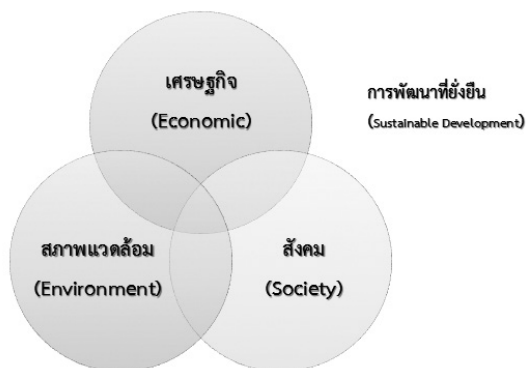 เศรษฐกิจ
(Economic)
การพัฒนาที่ยั่งยืน
(Sustainable Development)
สภาพแวดล้อม
(Environment)
สังคม
(Society)